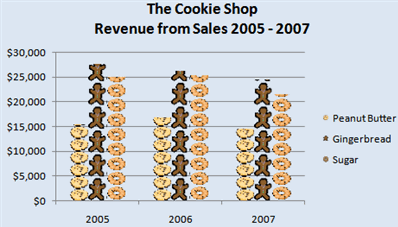 The Cookie Shop
Revenue from Sales 2005 - 2007
$30,000
$25,000
$20,000
$15,000
$10,000
$5,000
$0
2005
2006
2007
Peanut Butter
Gingerbread
Sugar